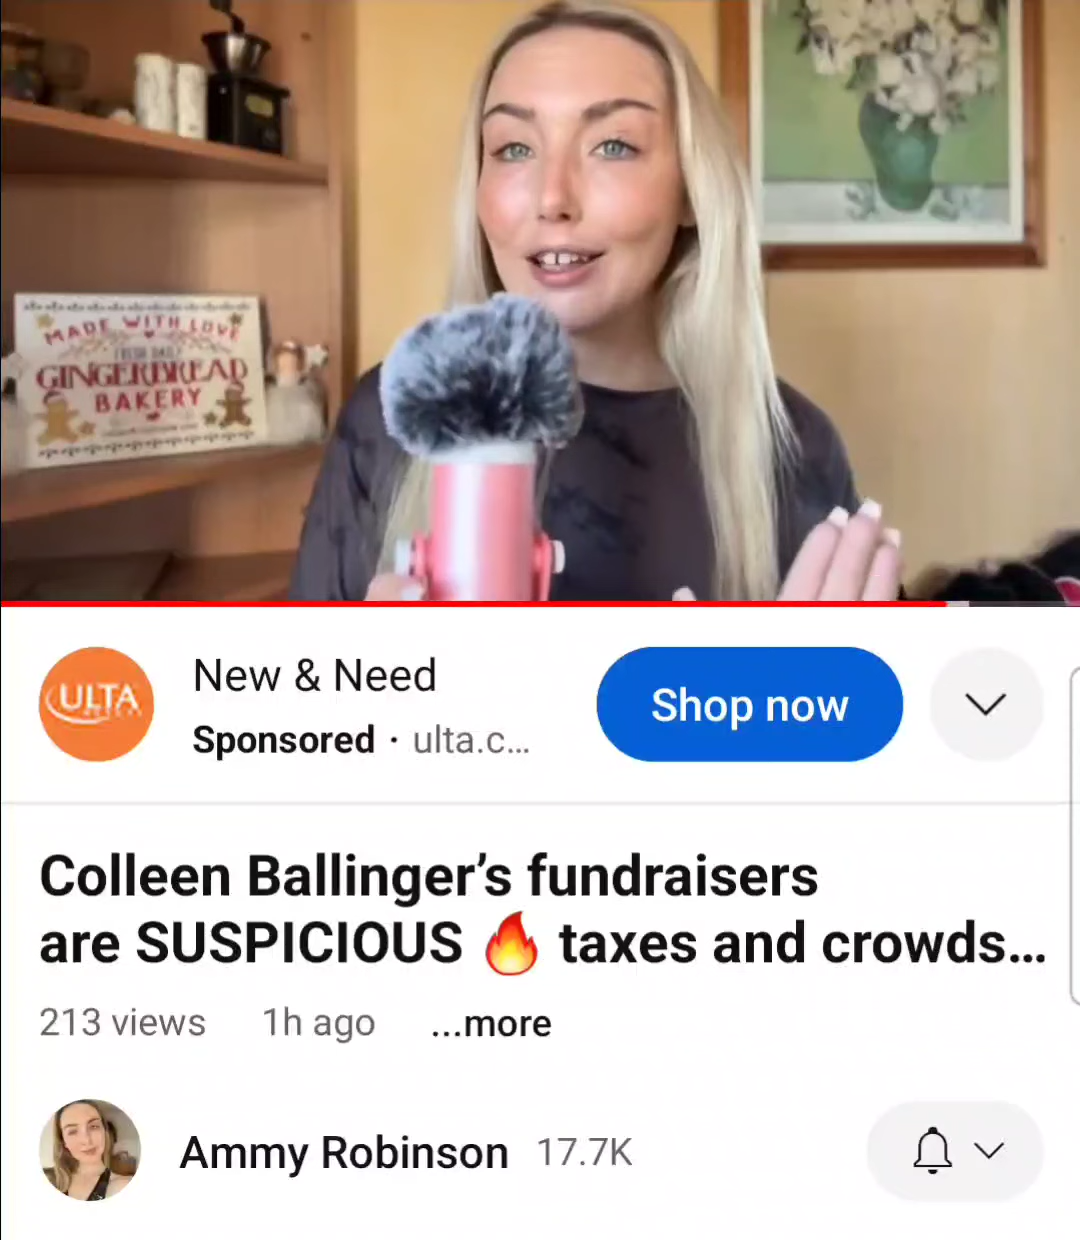 MADE WITH LOVE
GINGERBREAD
BAKERY
ULTA
New & Need
Shop now
Sponsored · ulta.c...
Colleen Ballinger’s fundraisers
are SUSPICIOUS 🔥 taxes and crowds...
213 views 1h ago ...more
Ammy Robinson 17.7K